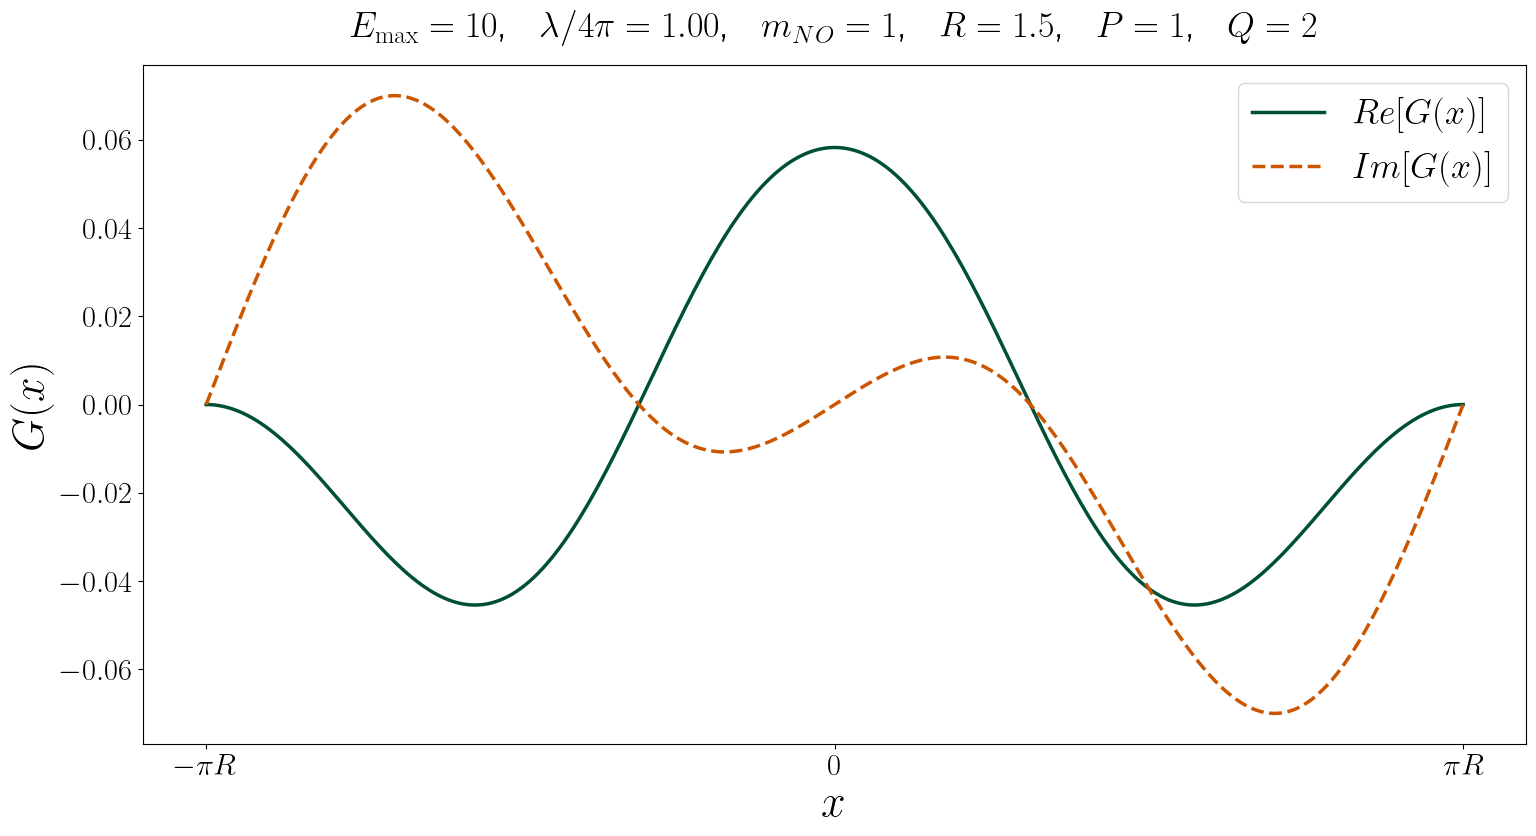 E_max = 10, λ/4π = 1.00, m_NO = 1, R = 1.5, P = 1, Q = 2
Re[G(x)]
Im[G(x)]
G(x)
0.06
0.04
0.02
0.00
−0.02
−0.04
−0.06
−πR 0 πR
x